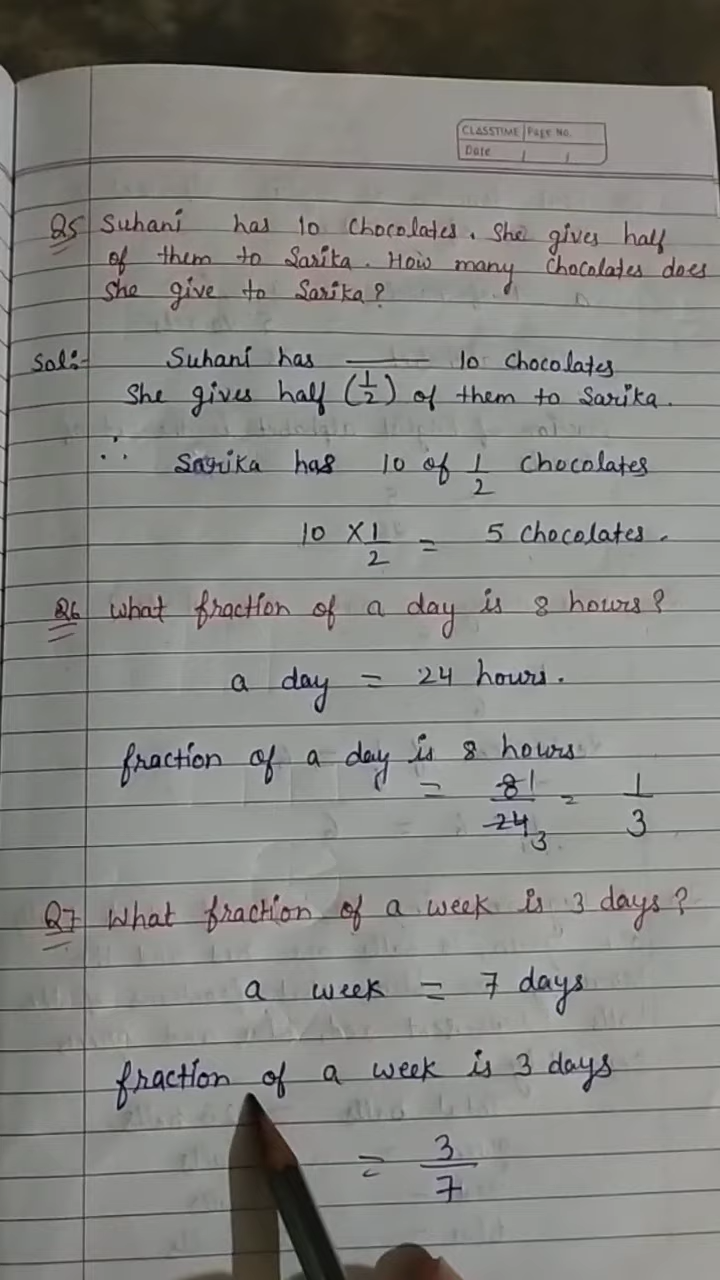 CLASSTIME Page No.
Date / /
Q5 Suhani has 10 chocolates. She gives half
of them to Sarika. How many chocolates does
she give to Sarika?
Sol:- Suhani has —— 10 chocolates
She gives half (1/2) of them to Sarika.
∴ Sarika has 10 of 1/2 chocolates
10 × 1/2 = 5 chocolates.
Q6 What fraction of a day is 8 hours?
a day = 24 hours.
fraction of a day is 8 hours
= 8 1/24 3 = 1/3
Q7 What fraction of a week is 3 days?
a week = 7 days
fraction of a week is 3 days
= 3/7